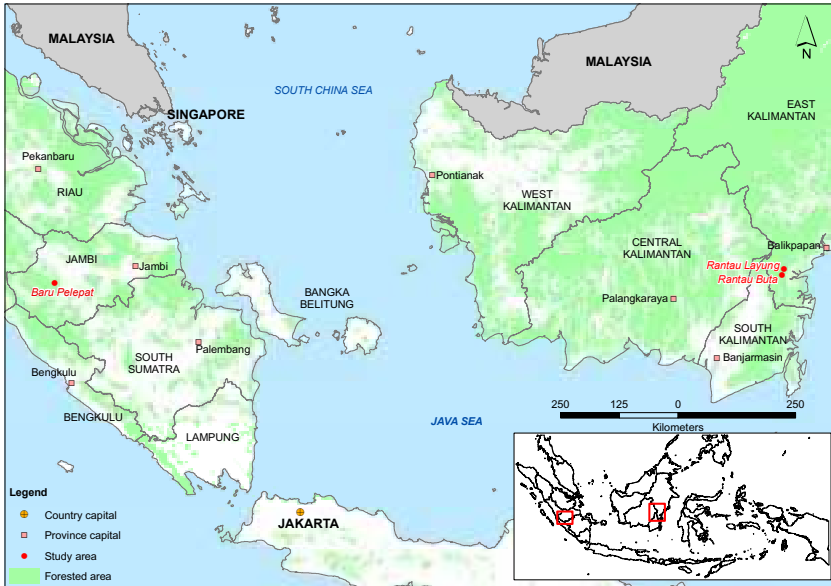 MALAYSIA
SOUTH CHINA SEA
MALAYSIA
N
SINGAPORE
EAST
KALIMANTAN
Pekanbaru
RIAU
Pontianak
WEST
KALIMANTAN
JAMBI
Jambi
Baru Pelepat
CENTRAL
KALIMANTAN
Balikpapan
Rantau Layung
Rantau Buta
BANGKA
BELITUNG
Palangkaraya
SOUTH
SUMATRA
Palembang
SOUTH
KALIMANTAN
Banjarmasin
Bengkulu
BENGKULU
LAMPUNG
JAVA SEA
250 125 0 250
Kilometers
JAKARTA
Legend
Country capital
Province capital
Study area
Forested area